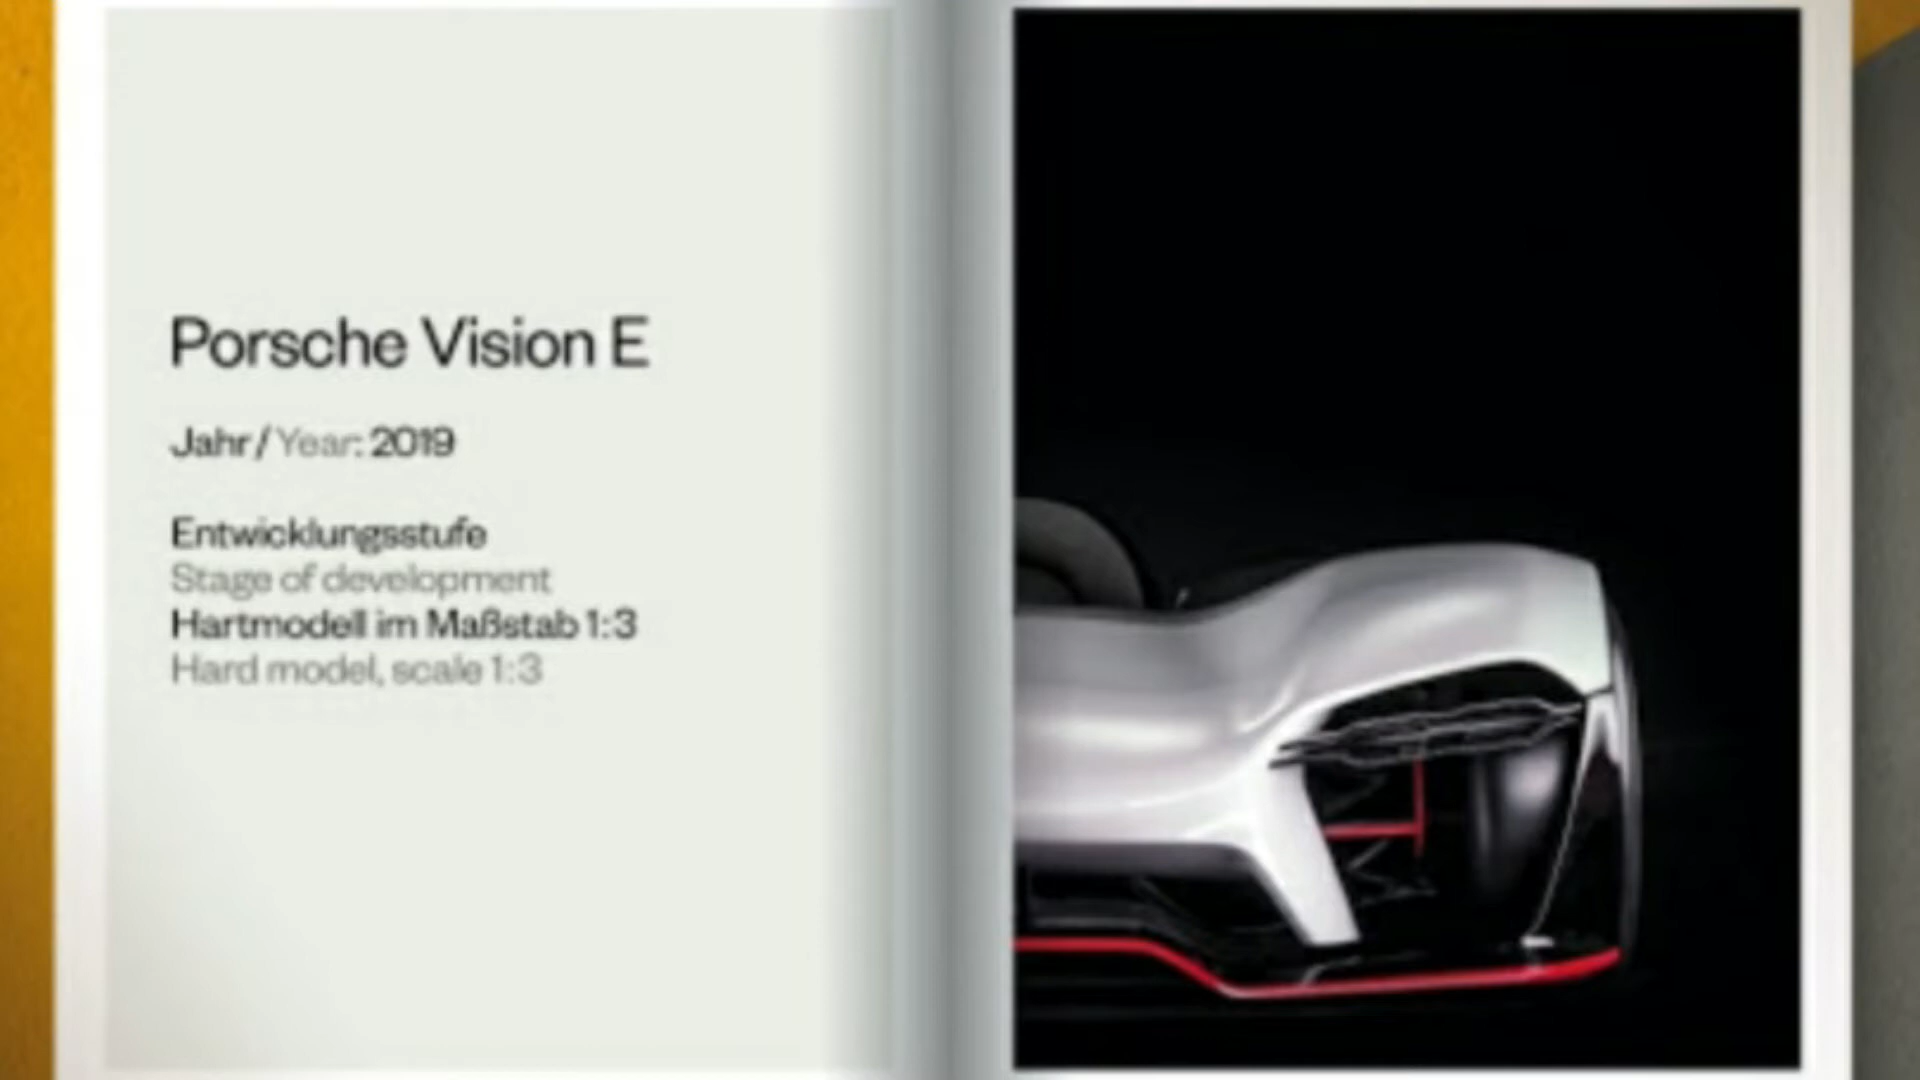 Porsche Vision E
Jahr / Year: 2019
Entwicklungsstufe
Stage of development
Hartmodell im Maßstab 1:3
Hard model, scale 1:3